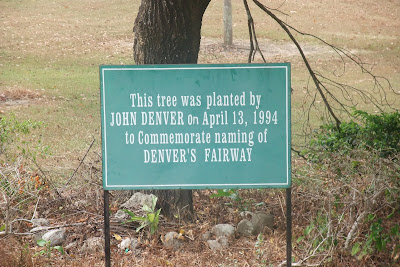 This tree was planted by
JOHN DENVER On April 13, 1994
to Commemorate naming of
DENVER'S FAIRWAY